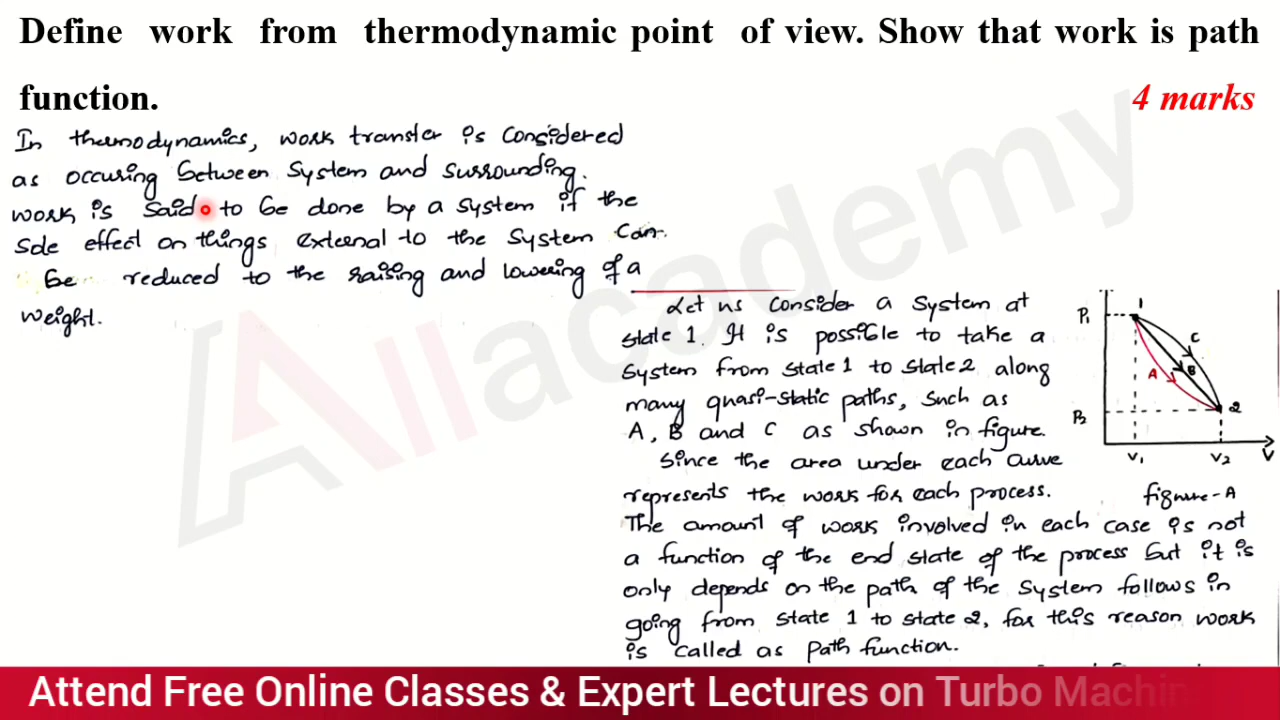 Define work from thermodynamic point of view. Show that work is path
function.
4 marks
In thermodynamics, work transfer is considered
as occuring between system and surrounding.
work is said to be done by a system if the
sole effect on things external to the system can
be reduced to the raising and lowering of a
weight.
Let us consider a system at
state 1. It is possible to take a
system from state 1 to state 2 along
many quasi-static paths, such as
A, B and C as shown in figure.
Since the area under each curve
represents the work for each process.
The amount of work involved in each case is not
a function of the end state of the process but it is
only depends on the path of the system follows in
going from state 1 to state 2, for this reason work
is called as path function.
P1
1
C
B
A
P2
2
V1
V2
V
figure-A
Allacademy
Attend Free Online Classes & Expert Lectures on Turbo Machin